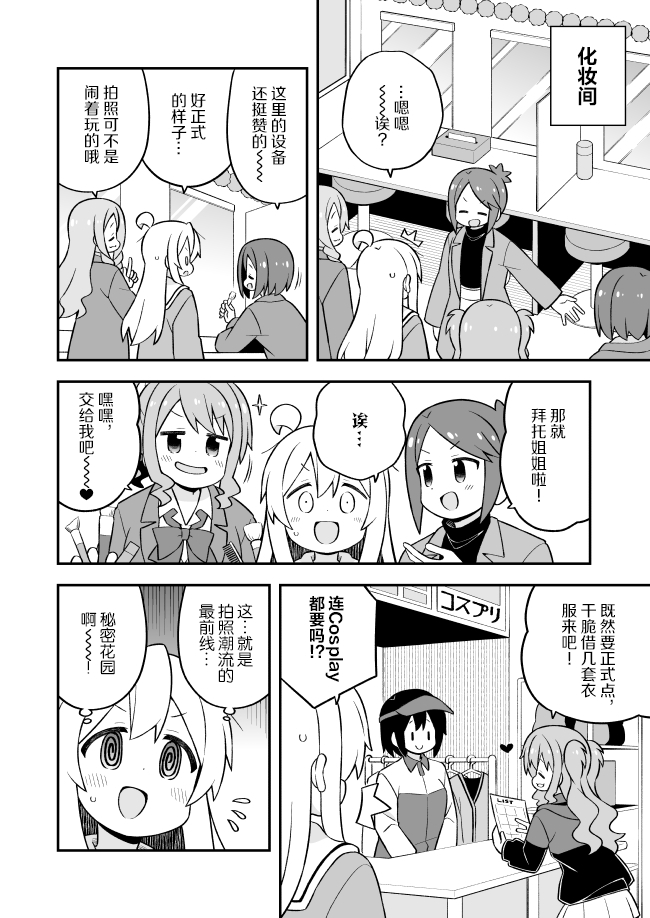 化妆间
…嗯嗯
～～诶？
这里的设备
还挺赞的～～
好正式
的样子…
拍照可不是
闹着玩的哦
那就
拜托姐姐啦！
诶…
嘿嘿，
交给我吧～～♥
既然要正式点，
干脆借几套衣
服来吧！
コスプリ
LIST
连Cosplay
都要吗！？
这…就是
拍照潮流的
最前线…
秘密花园
啊～～！